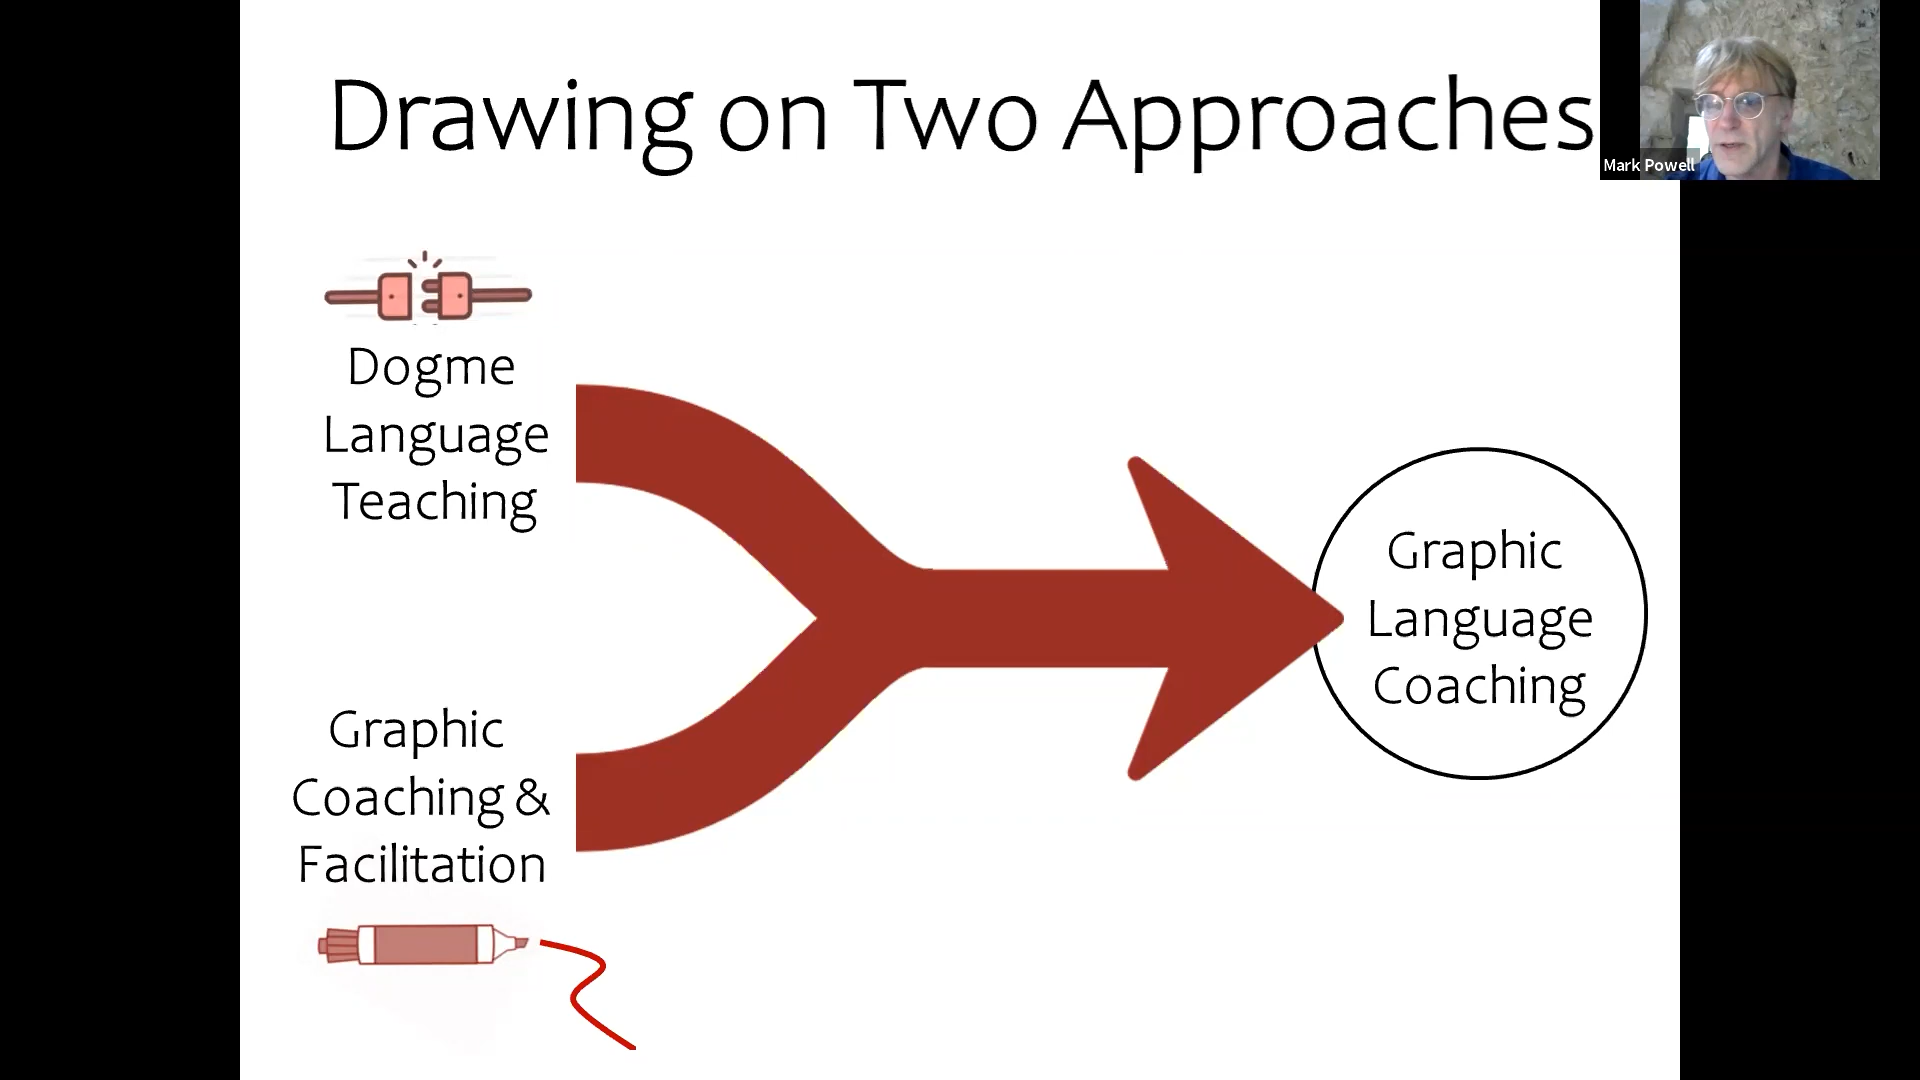 Drawing on Two Approaches
Mark Powell
Dogme
Language
Teaching
Graphic
Coaching &
Facilitation
Graphic
Language
Coaching